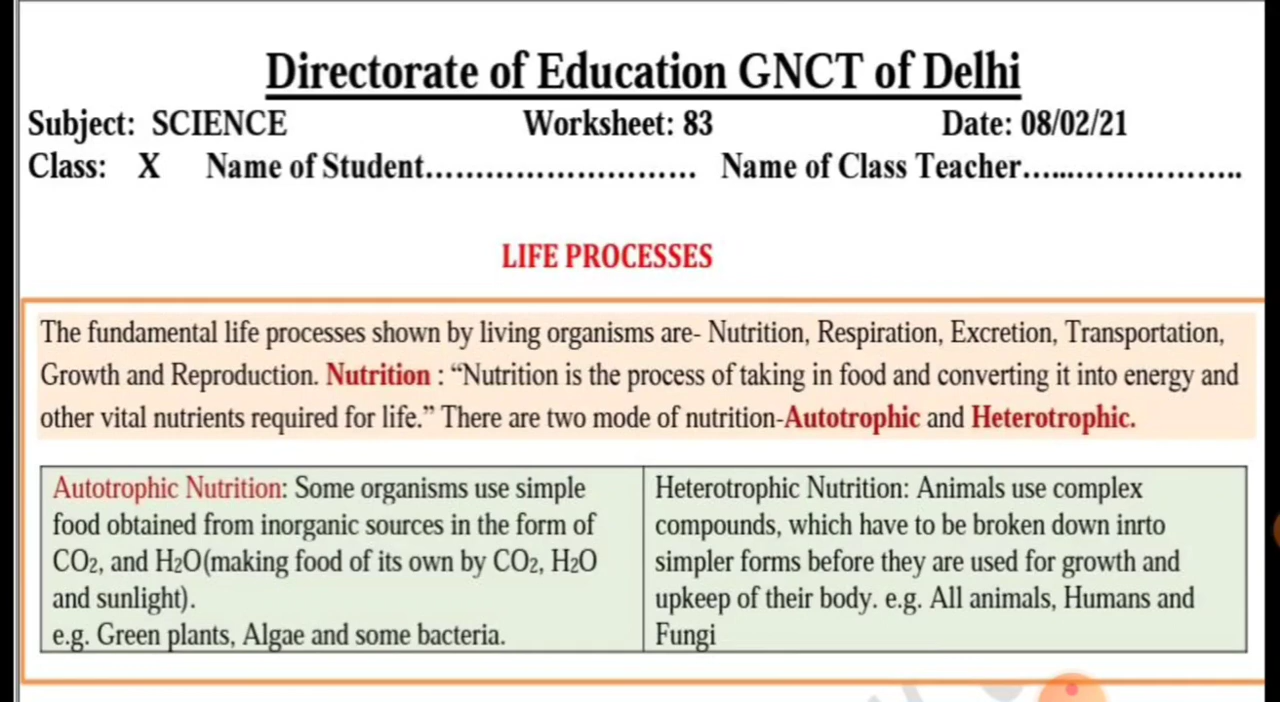 Directorate of Education GNCT of Delhi
Subject: SCIENCE Worksheet: 83 Date: 08/02/21
Class: X Name of Student........................... Name of Class Teacher........................
LIFE PROCESSES
The fundamental life processes shown by living organisms are- Nutrition, Respiration, Excretion, Transportation,
Growth and Reproduction. Nutrition : “Nutrition is the process of taking in food and converting it into energy and
other vital nutrients required for life.” There are two mode of nutrition-Autotrophic and Heterotrophic.
Autotrophic Nutrition: Some organisms use simple
food obtained from inorganic sources in the form of
CO₂, and H₂O(making food of its own by CO₂, H₂O
and sunlight).
e.g. Green plants, Algae and some bacteria.
Heterotrophic Nutrition: Animals use complex
compounds, which have to be broken down inrto
simpler forms before they are used for growth and
upkeep of their body. e.g. All animals, Humans and
Fungi